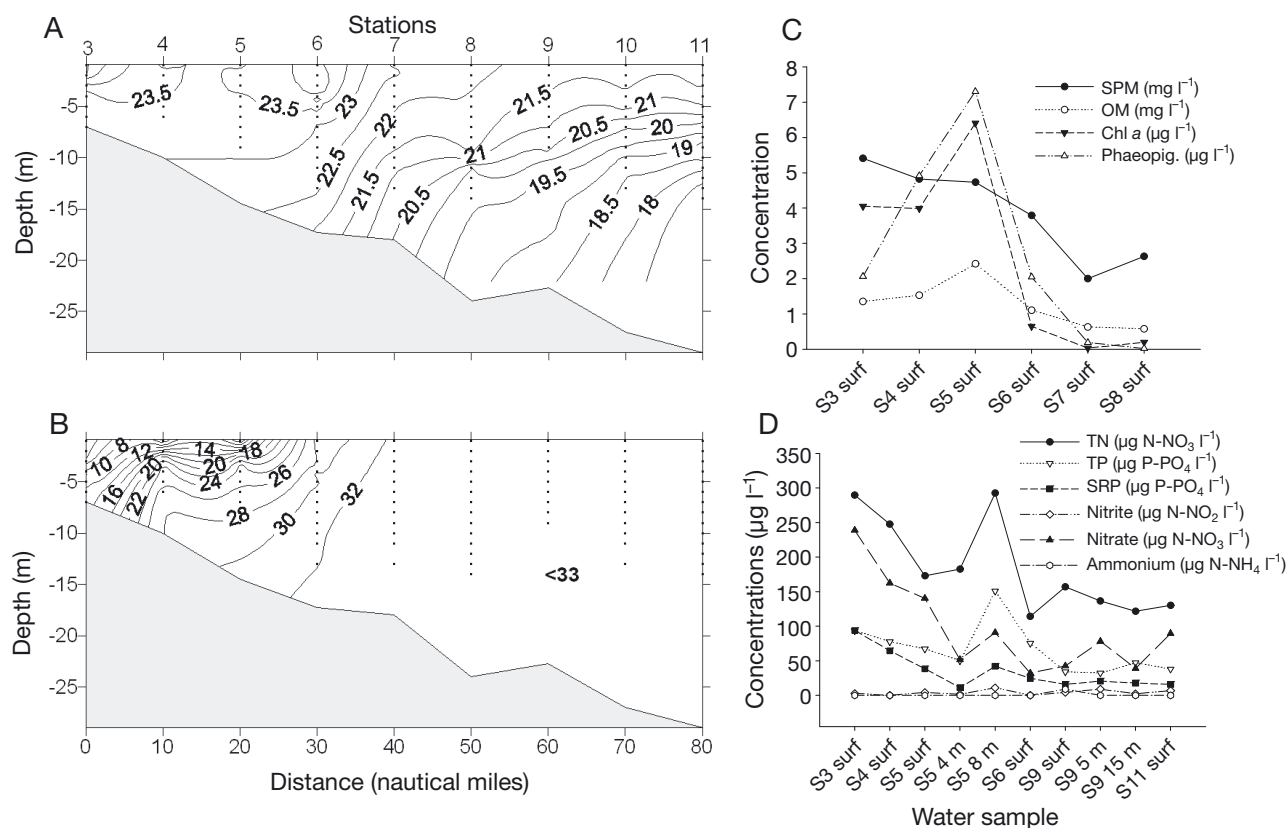 A
Stations
3 4 5 6 7 8 9 10 11
23.5
23.5
23
22
22.5
21.5
20.5
21
21.5
21
20.5
20
19
19.5
18.5
18
-5
-10
-15
-20
-25
Depth (m)
B
8
10
12
14
18
20
20
16
22
24
26
28
30
32
<33
-5
-10
-15
-20
-25
Depth (m)
0 10 20 30 40 50 60 70 80
Distance (nautical miles)
C
8
7
6
5
4
3
2
1
0
Concentration
SPM (mg l⁻¹)
OM (mg l⁻¹)
Chl a (µg l⁻¹)
Phaeopig. (µg l⁻¹)
S3 surf
S4 surf
S5 surf
S6 surf
S7 surf
S8 surf
D
350
300
250
200
150
100
50
0
Concentrations (µg l⁻¹)
TN (µg N-NO₃ l⁻¹)
TP (µg P-PO₄ l⁻¹)
SRP (µg P-PO₄ l⁻¹)
Nitrite (µg N-NO₂ l⁻¹)
Nitrate (µg N-NO₃ l⁻¹)
Ammonium (µg N-NH₄ l⁻¹)
S3 surf
S4 surf
S5 surf
S5 4 m
S5 8 m
S6 surf
S9 surf
S9 5 m
S9 15 m
S11 surf
Water sample